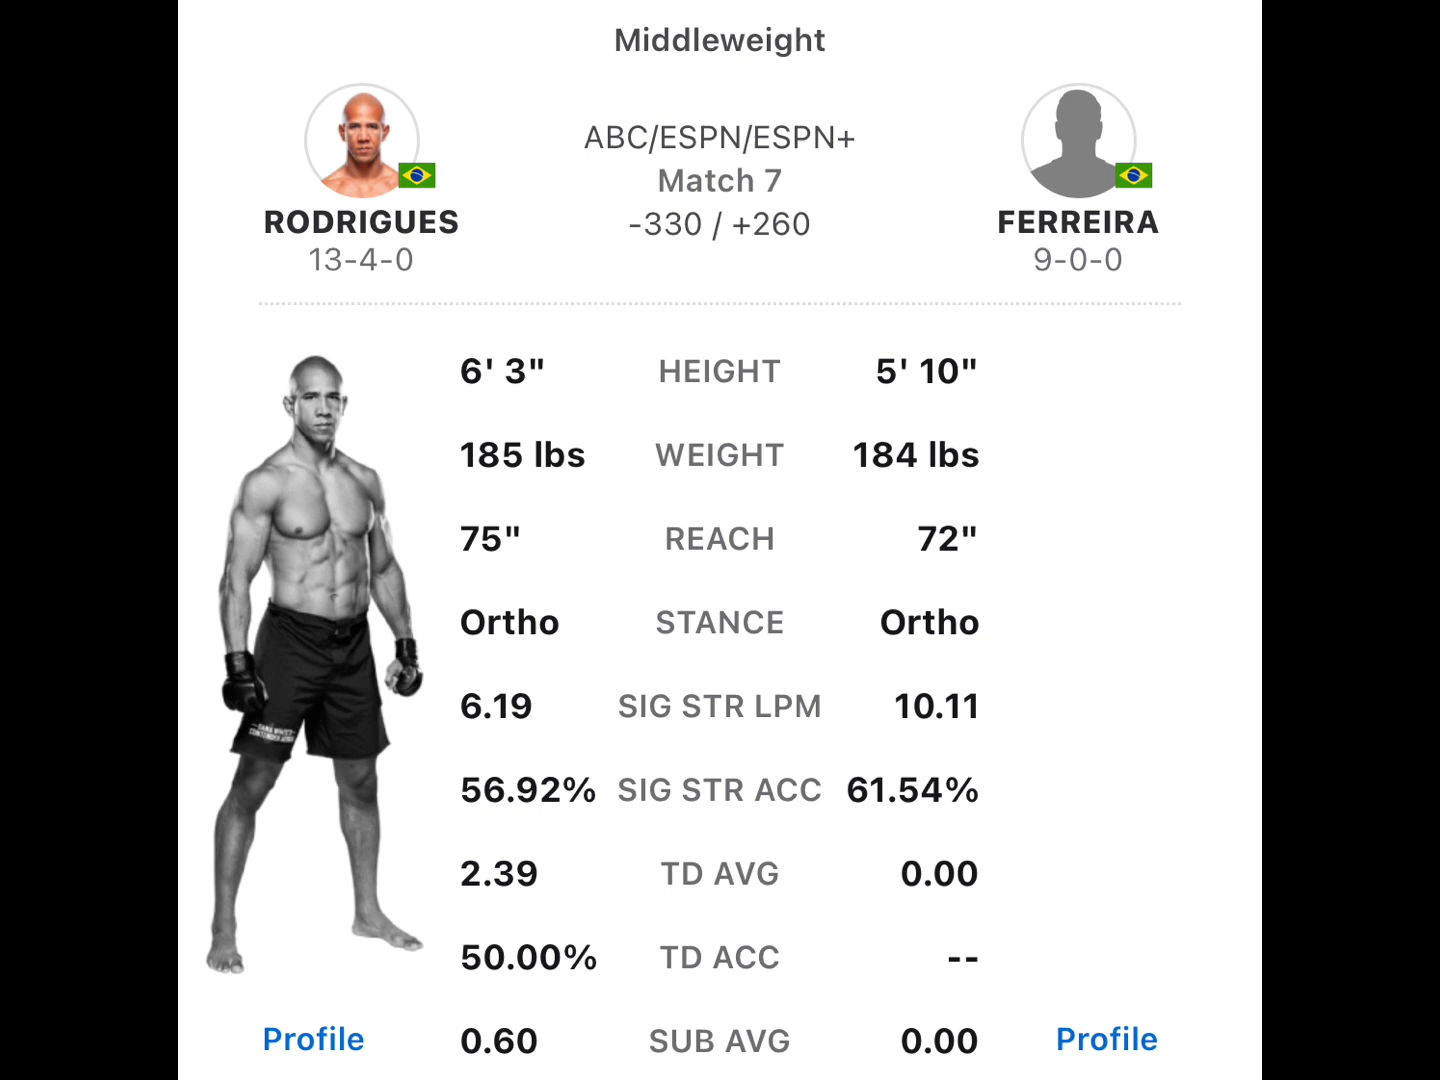 Middleweight
ABC/ESPN/ESPN+
Match 7
-330 / +260
RODRIGUES
13-4-0
FERREIRA
9-0-0
6' 3" HEIGHT 5' 10"
185 lbs WEIGHT 184 lbs
75" REACH 72"
Ortho STANCE Ortho
6.19 SIG STR LPM 10.11
56.92% SIG STR ACC 61.54%
2.39 TD AVG 0.00
50.00% TD ACC --
Profile 0.60 SUB AVG 0.00 Profile